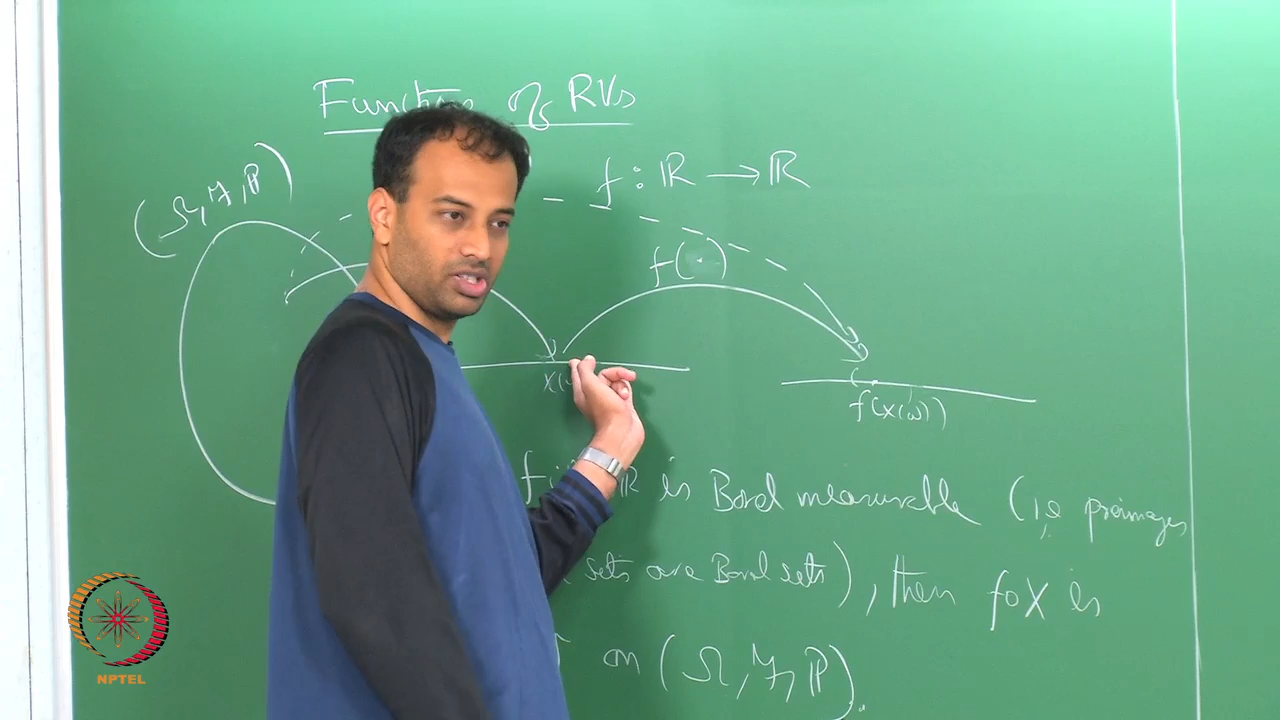 Functions of RVs
(Ω, F, ℙ)
f : ℝ → ℝ
f(·)
f(X(ω))
ℝ is Borel measurable (i.e preimages
sets are Borel sets), then f∘X is
on (Ω, F, ℙ).
NPTEL